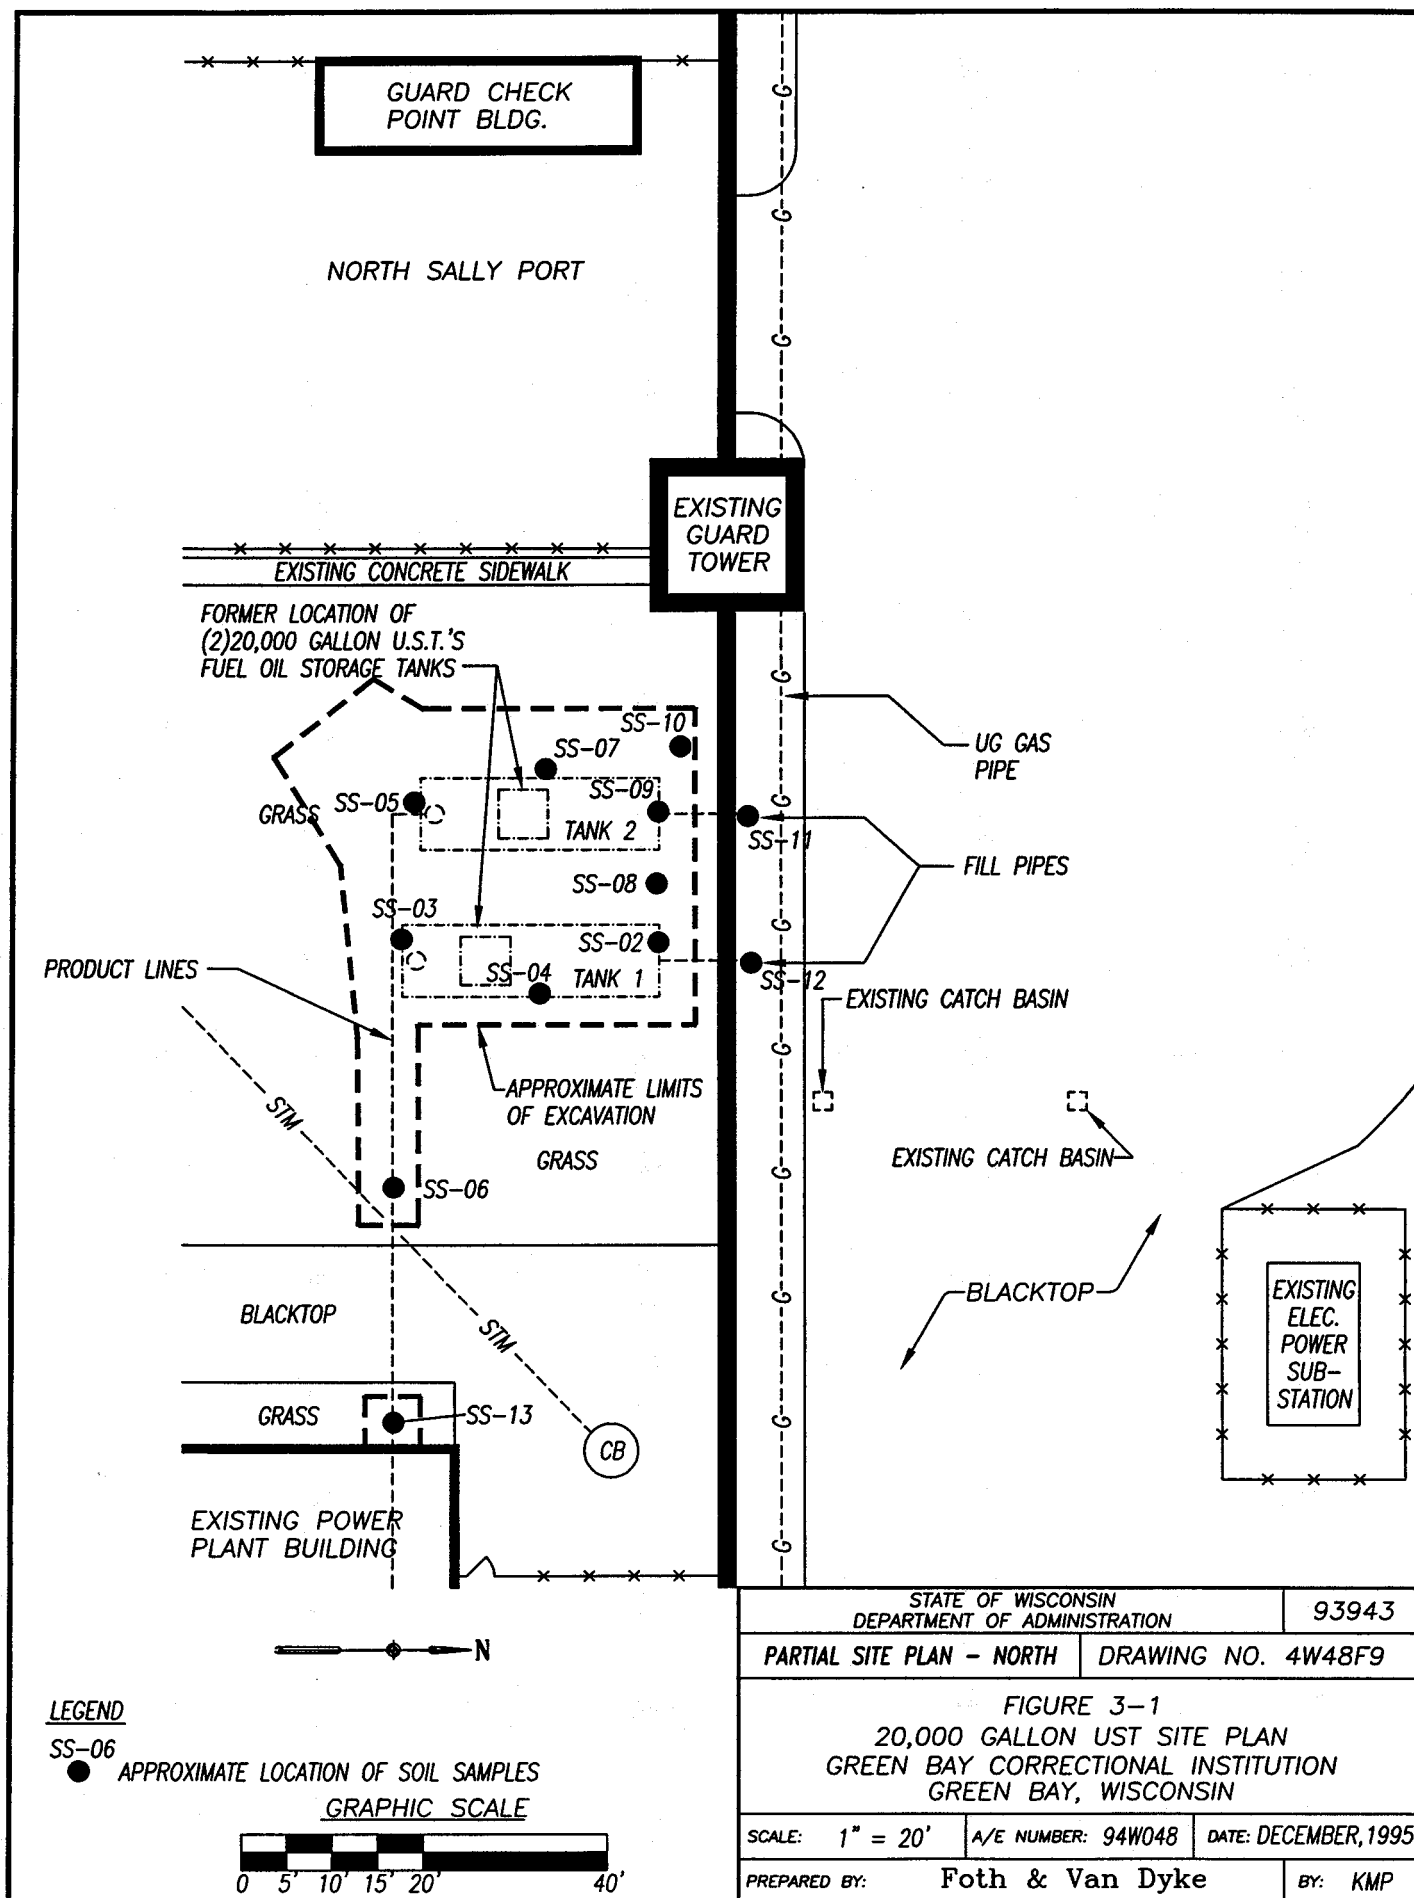 GUARD CHECK
POINT BLDG.
NORTH SALLY PORT
G
G
G
EXISTING
GUARD
TOWER
EXISTING CONCRETE SIDEWALK
FORMER LOCATION OF
(2)20,000 GALLON U.S.T.'S
FUEL OIL STORAGE TANKS
G
SS-10
SS-07
UG GAS
PIPE
SS-09
SS-05
GRASS
TANK 2
G
SS-11
SS-08
FILL PIPES
SS-03
G
SS-02
PRODUCT LINES
SS-04
TANK 1
SS-12
EXISTING CATCH BASIN
G
APPROXIMATE LIMITS
OF EXCAVATION
STM
GRASS
EXISTING CATCH BASIN
G
SS-06
BLACKTOP
BLACKTOP
G
STM
EXISTING
ELEC.
POWER
SUB-
STATION
GRASS
SS-13
G
CB
EXISTING POWER
PLANT BUILDING
G
N
LEGEND
SS-06
APPROXIMATE LOCATION OF SOIL SAMPLES
GRAPHIC SCALE
0 5' 10' 15' 20' 40'
STATE OF WISCONSIN
DEPARTMENT OF ADMINISTRATION
93943
PARTIAL SITE PLAN - NORTH
DRAWING NO. 4W48F9
FIGURE 3-1
20,000 GALLON UST SITE PLAN
GREEN BAY CORRECTIONAL INSTITUTION
GREEN BAY, WISCONSIN
SCALE: 1" = 20'
A/E NUMBER: 94W048
DATE: DECEMBER,1995
PREPARED BY: Foth & Van Dyke
BY: KMP